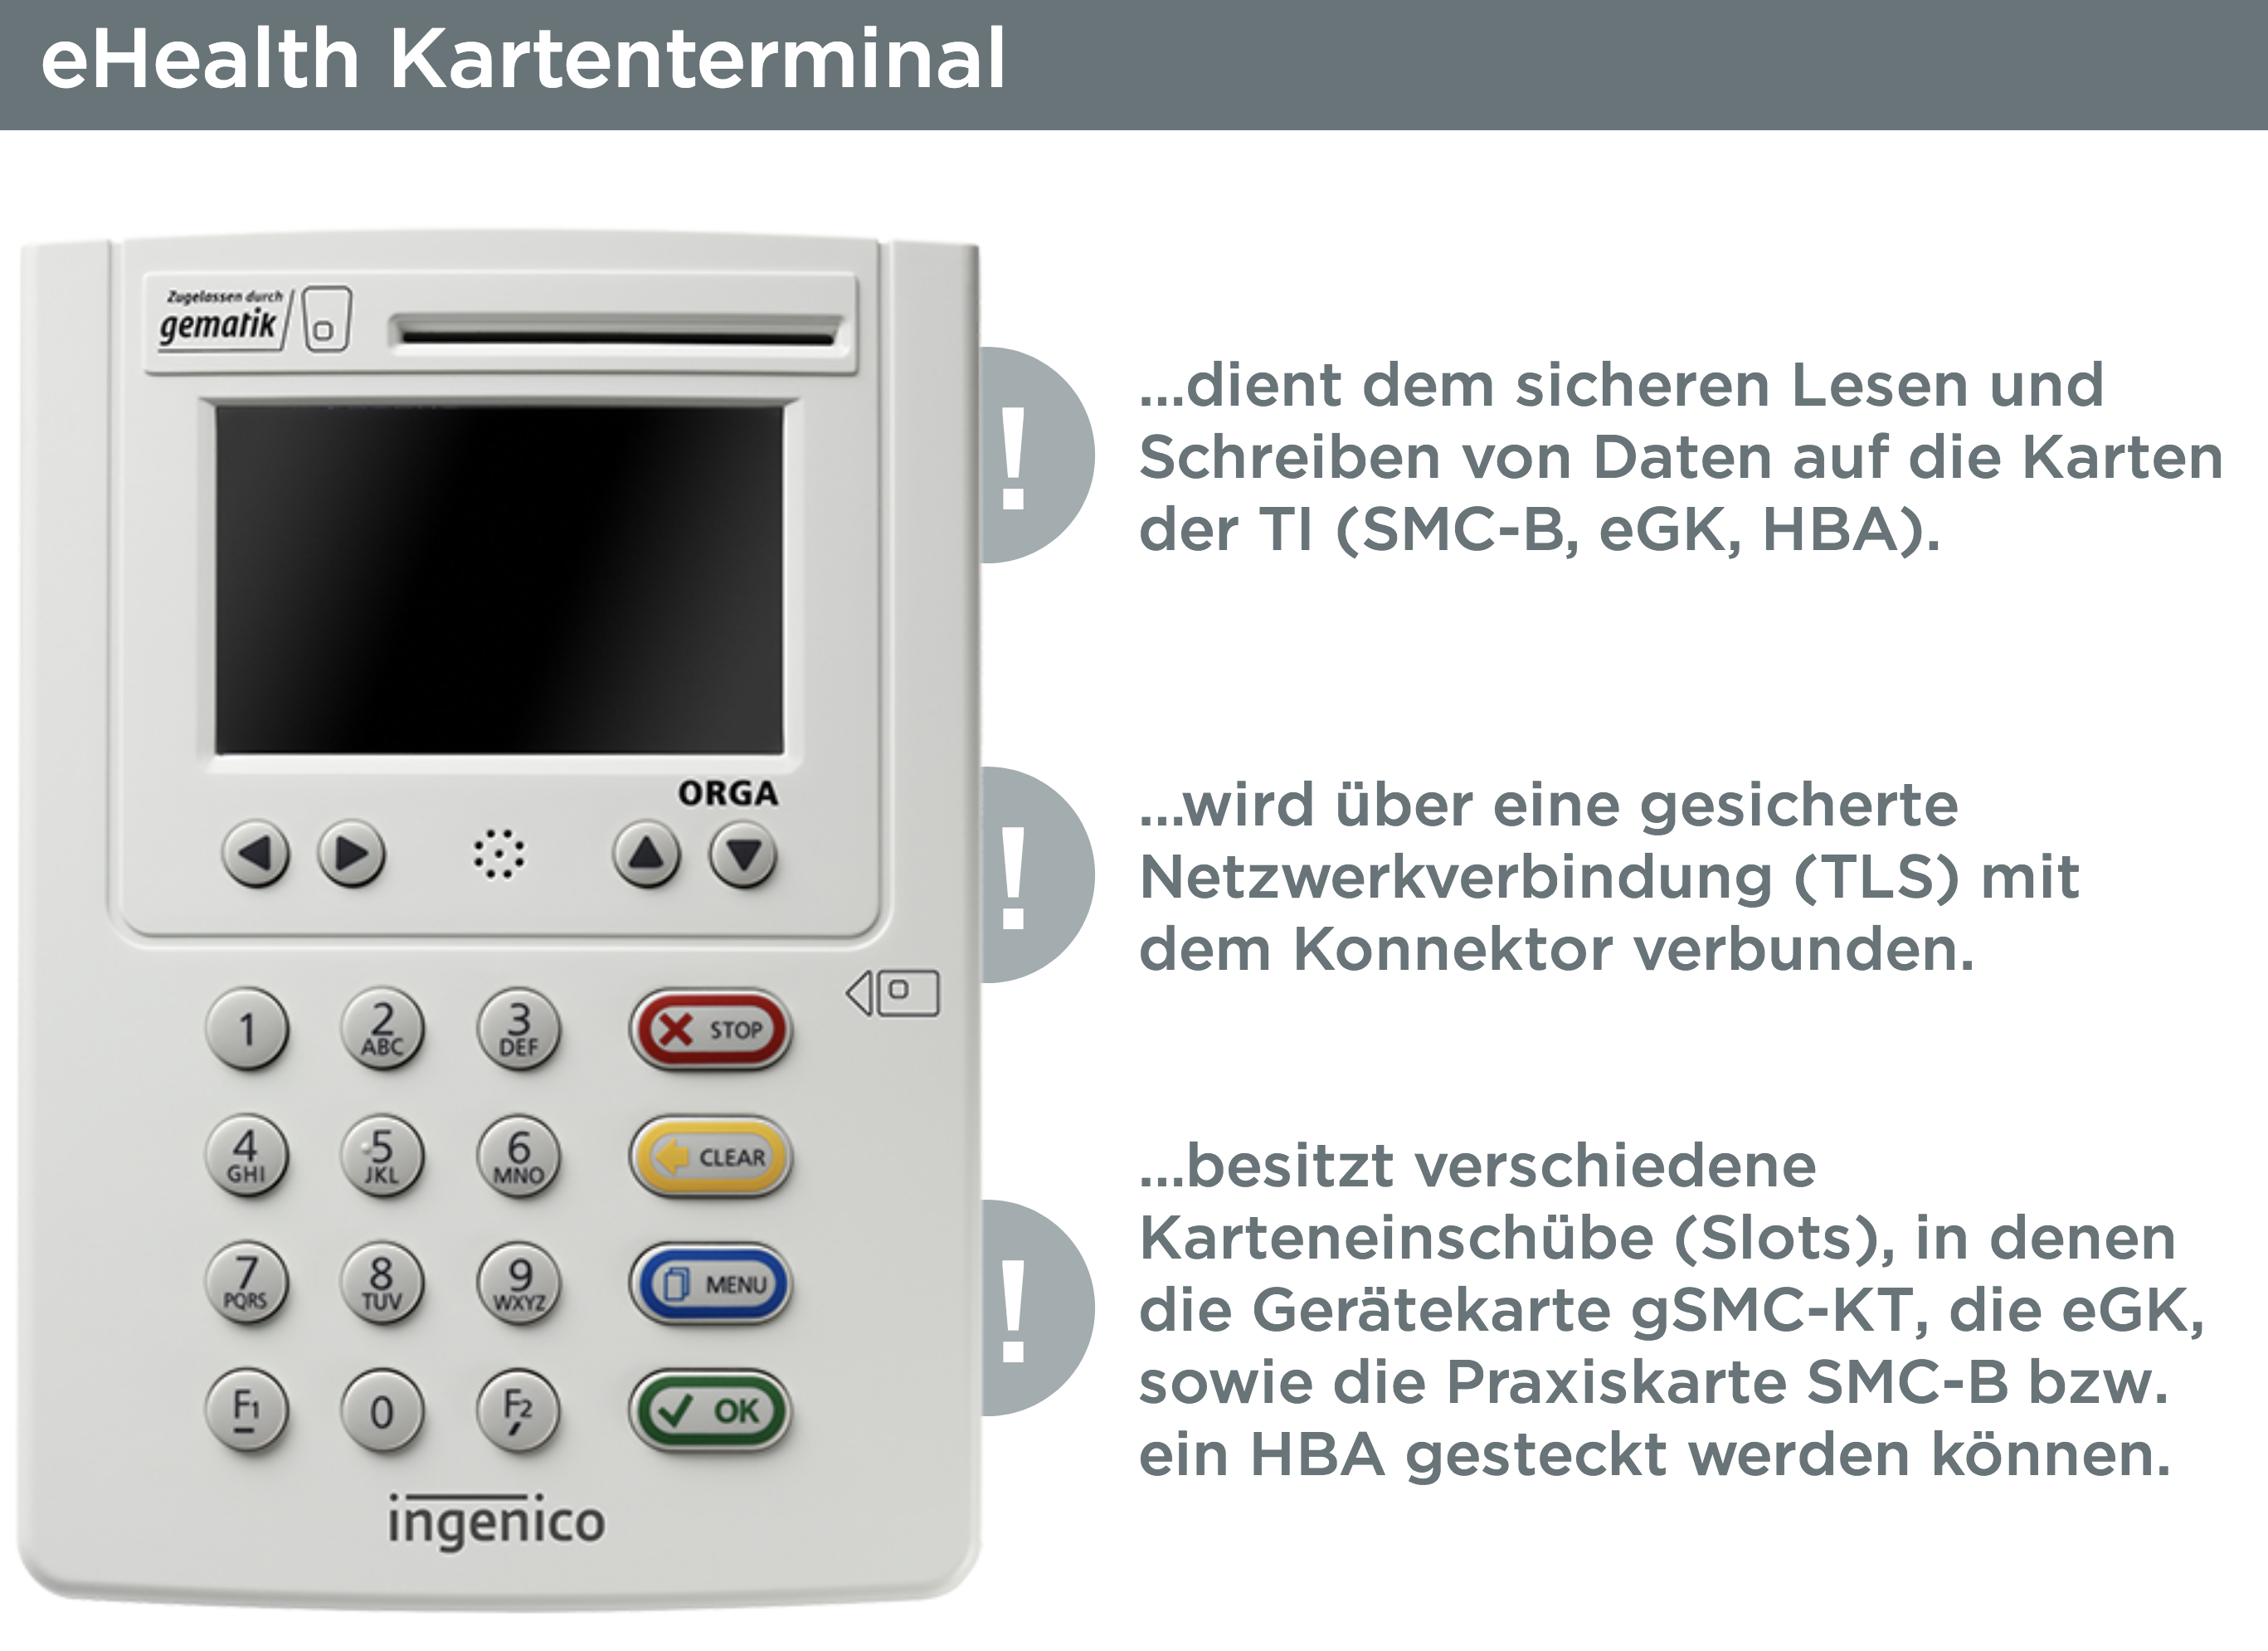 eHealth Kartenterminal
Zugelassen durch
gematik
ORGA
1
2
ABC
3
DEF
STOP
4
GHI
5
JKL
6
MNO
CLEAR
7
PQRS
8
TUV
9
WXYZ
MENU
F1
0
F2
OK
ingenico
!
...dient dem sicheren Lesen und
Schreiben von Daten auf die Karten
der TI (SMC-B, eGK, HBA).
!
...wird über eine gesicherte
Netzwerkverbindung (TLS) mit
dem Konnektor verbunden.
!
...besitzt verschiedene
Karteneinschübe (Slots), in denen
die Gerätekarte gSMC-KT, die eGK,
sowie die Praxiskarte SMC-B bzw.
ein HBA gesteckt werden können.